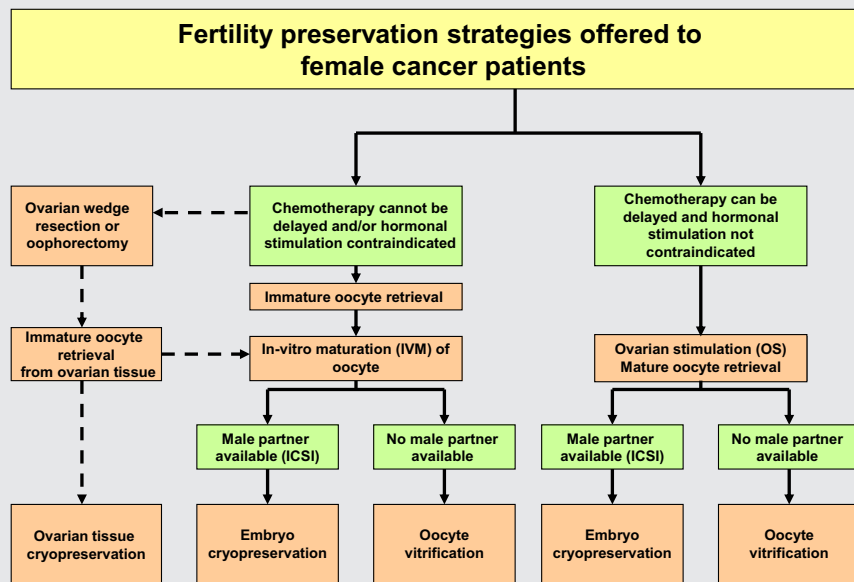 Fertility preservation strategies offered to
female cancer patients
Ovarian wedge
resection or
oophorectomy
Chemotherapy cannot be
delayed and/or hormonal
stimulation contraindicated
Chemotherapy can be
delayed and hormonal
stimulation not
contraindicated
Immature oocyte retrieval
Immature oocyte
retrieval
from ovarian tissue
In-vitro maturation (IVM) of
oocyte
Ovarian stimulation (OS)
Mature oocyte retrieval
Male partner
available (ICSI)
No male partner
available
Male partner
available (ICSI)
No male partner
available
Ovarian tissue
cryopreservation
Embryo
cryopreservation
Oocyte
vitrification
Embryo
cryopreservation
Oocyte
vitrification